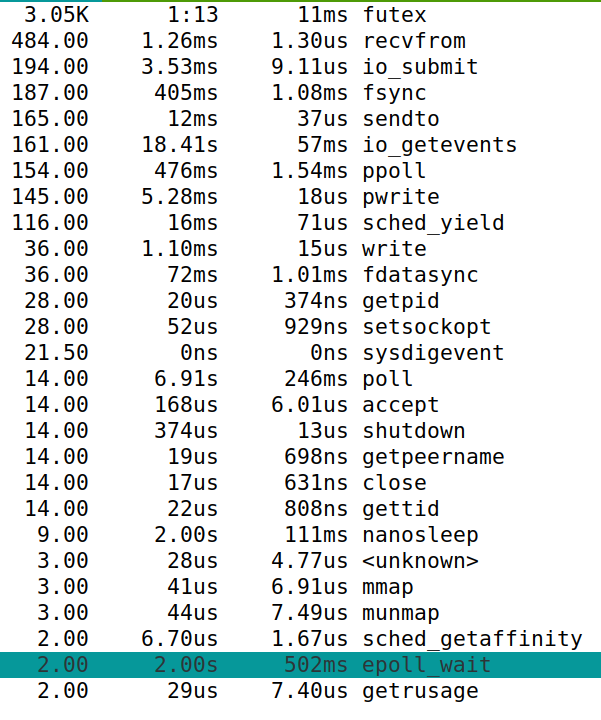 3.05K 1:13 11ms futex
484.00 1.26ms 1.30us recvfrom
194.00 3.53ms 9.11us io_submit
187.00 405ms 1.08ms fsync
165.00 12ms 37us sendto
161.00 18.41s 57ms io_getevents
154.00 476ms 1.54ms ppoll
145.00 5.28ms 18us pwrite
116.00 16ms 71us sched_yield
36.00 1.10ms 15us write
36.00 72ms 1.01ms fdatasync
28.00 20us 374ns getpid
28.00 52us 929ns setsockopt
21.50 0ns 0ns sysdigevent
14.00 6.91s 246ms poll
14.00 168us 6.01us accept
14.00 374us 13us shutdown
14.00 19us 698ns getpeername
14.00 17us 631ns close
14.00 22us 808ns gettid
9.00 2.00s 111ms nanosleep
3.00 28us 4.77us <unknown>
3.00 41us 6.91us mmap
3.00 44us 7.49us munmap
2.00 6.70us 1.67us sched_getaffinity
2.00 2.00s 502ms epoll_wait
2.00 29us 7.40us getrusage